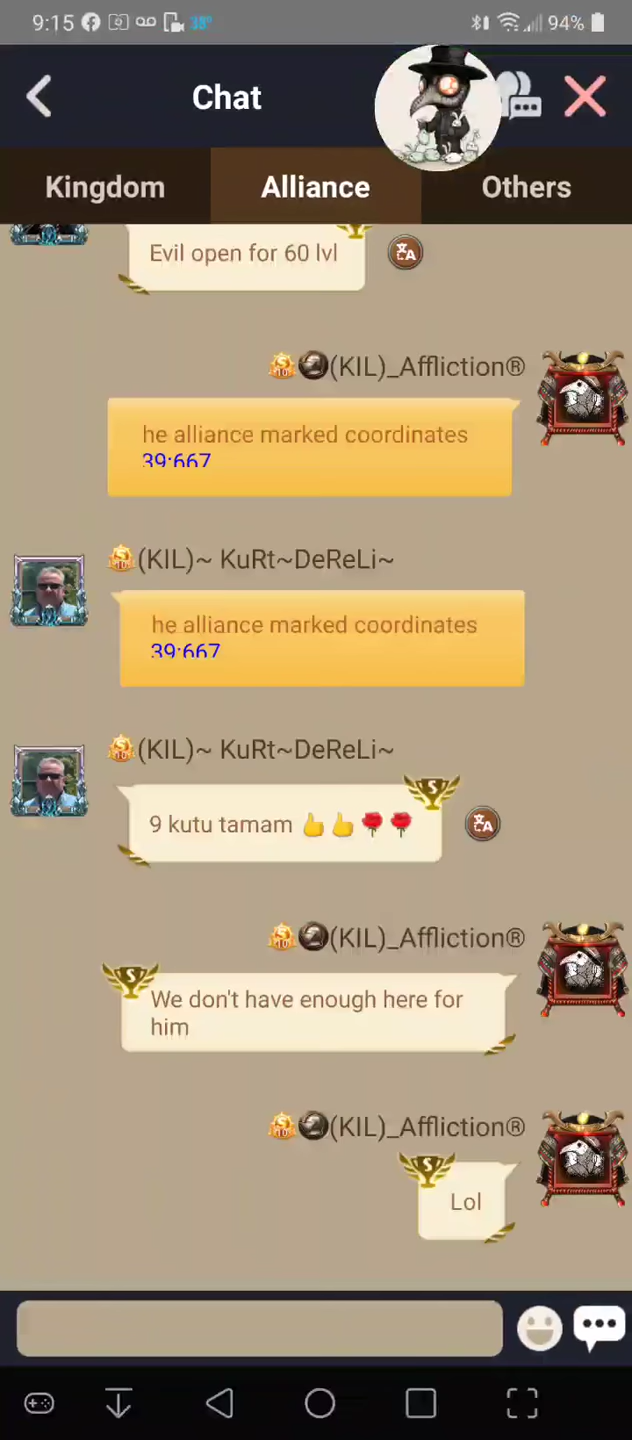 9:15 39° 94%
Chat
Kingdom Alliance Others
Evil open for 60 lvl
(KIL)_Affliction®
he alliance marked coordinates
39:667
(KIL)~ KuRt~DeReLi~
he alliance marked coordinates
39:667
(KIL)~ KuRt~DeReLi~
9 kutu tamam 👍👍🌹🌹
(KIL)_Affliction®
We don't have enough here for
him
(KIL)_Affliction®
Lol